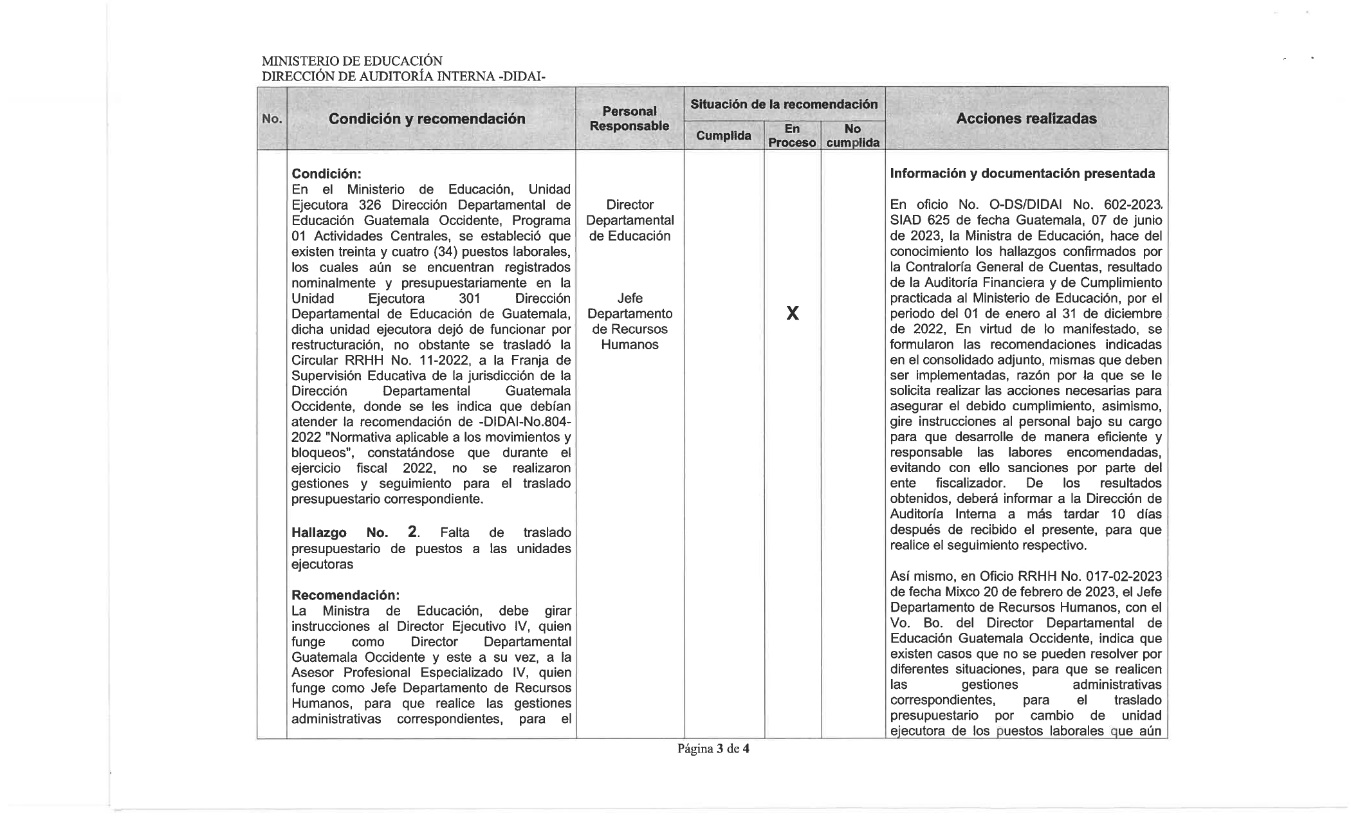 MINISTERIO DE EDUCACIÓN
DIRECCIÓN DE AUDITORÍA INTERNA -DIDAI-
No.
Condición y recomendación
Personal
Responsable
Situación de la recomendación
Cumplida
En
Proceso
No
cumplida
Acciones realizadas
Condición:
En el Ministerio de Educación, Unidad
Ejecutora 326 Dirección Departamental de
Educación Guatemala Occidente, Programa
01 Actividades Centrales, se estableció que
existen treinta y cuatro (34) puestos laborales,
los cuales aún se encuentran registrados
nominalmente y presupuestariamente en la
Unidad Ejecutora 301 Dirección
Departamental de Educación de Guatemala,
dicha unidad ejecutora dejó de funcionar por
restructuración, no obstante se trasladó la
Circular RRHH No. 11-2022, a la Franja de
Supervisión Educativa de la jurisdicción de la
Dirección Departamental Guatemala
Occidente, donde se les indica que debían
atender la recomendación de -DIDAI-No.804-
2022 "Normativa aplicable a los movimientos y
bloqueos", constatándose que durante el
ejercicio fiscal 2022, no se realizaron
gestiones y seguimiento para el traslado
presupuestario correspondiente.
Hallazgo No. 2. Falta de traslado
presupuestario de puestos a las unidades
ejecutoras
Recomendación:
La Ministra de Educación, debe girar
instrucciones al Director Ejecutivo IV, quien
funge como Director Departamental
Guatemala Occidente y este a su vez, a la
Asesor Profesional Especializado IV, quien
funge como Jefe Departamento de Recursos
Humanos, para que realice las gestiones
administrativas correspondientes, para el
Director
Departamental
de Educación
Jefe
Departamento
de Recursos
Humanos
X
Información y documentación presentada
En oficio No. O-DS/DIDAI No. 602-2023.
SIAD 625 de fecha Guatemala, 07 de junio
de 2023, la Ministra de Educación, hace del
conocimiento los hallazgos confirmados por
la Contraloría General de Cuentas, resultado
de la Auditoría Financiera y de Cumplimiento
practicada al Ministerio de Educación, por el
periodo del 01 de enero al 31 de diciembre
de 2022, En virtud de lo manifestado, se
formularon las recomendaciones indicadas
en el consolidado adjunto, mismas que deben
ser implementadas, razón por la que se le
solicita realizar las acciones necesarias para
asegurar el debido cumplimiento, asimismo,
gire instrucciones al personal bajo su cargo
para que desarrolle de manera eficiente y
responsable las labores encomendadas,
evitando con ello sanciones por parte del
ente fiscalizador. De los resultados
obtenidos, deberá informar a la Dirección de
Auditoría Interna a más tardar 10 días
después de recibido el presente, para que
realice el seguimiento respectivo.
Así mismo, en Oficio RRHH No. 017-02-2023
de fecha Mixco 20 de febrero de 2023, el Jefe
Departamento de Recursos Humanos, con el
Vo. Bo. del Director Departamental de
Educación Guatemala Occidente, indica que
existen casos que no se pueden resolver por
diferentes situaciones, para que se realicen
las gestiones administrativas
correspondientes, para el traslado
presupuestario por cambio de unidad
ejecutora de los puestos laborales que aún
Página 3 de 4